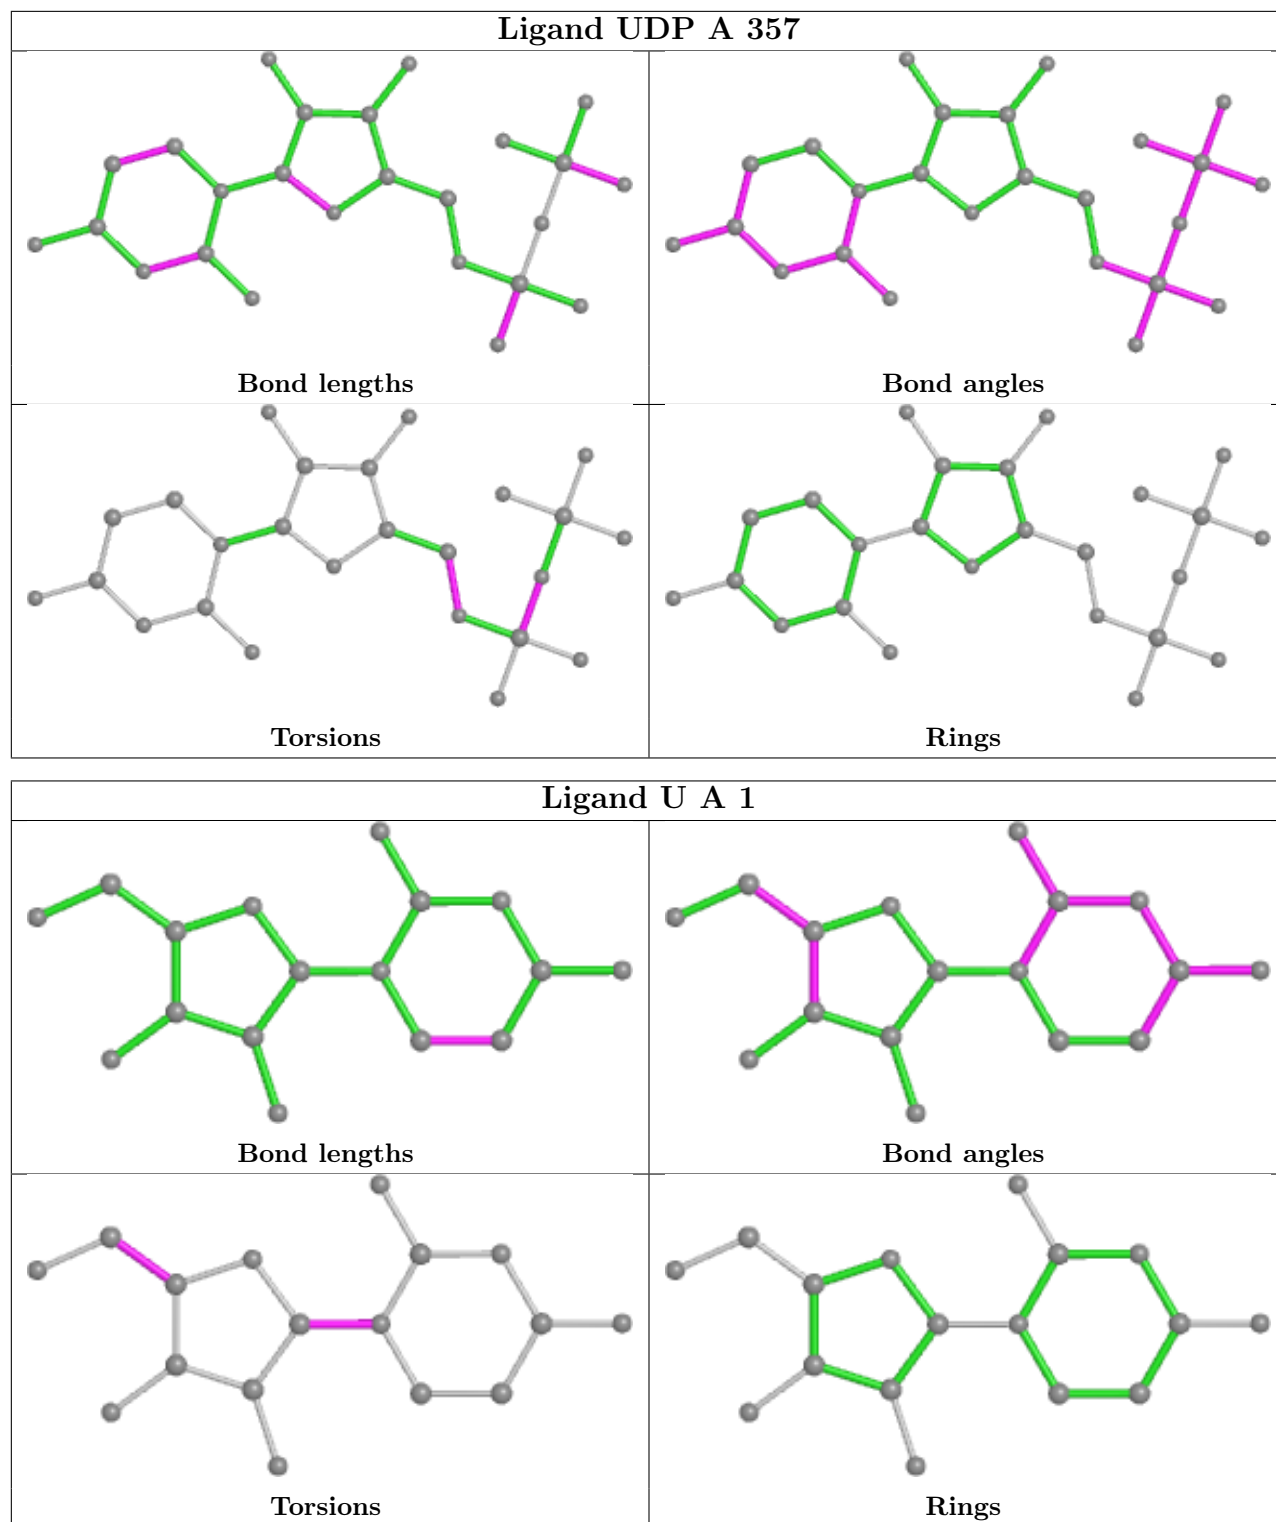 Ligand UDP A 357
Bond lengths
Bond angles
Torsions
Rings
Ligand U A 1
Bond lengths
Bond angles
Torsions
Rings